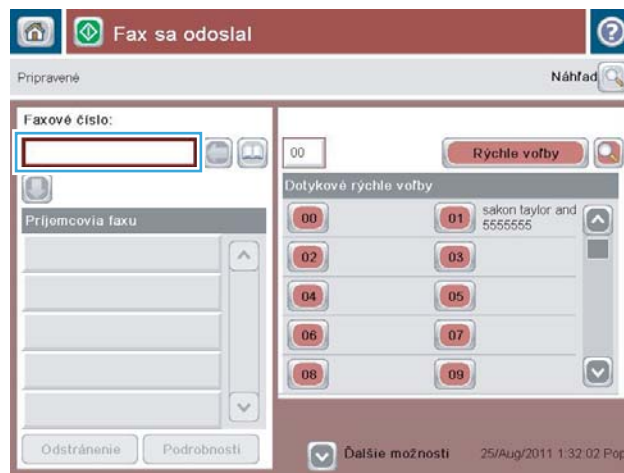 Fax sa odoslal
Pripravené
Náhľad
Faxové číslo:
00
Rýchle voľby
Dotykové rýchle voľby
Príjemcovia faxu
00
01 sakon taylor and
5555555
02
03
04
05
06
07
08
09
Odstránenie
Podrobnosti
Ďalšie možnosti
25/Aug/2011 1:32:02 Pop